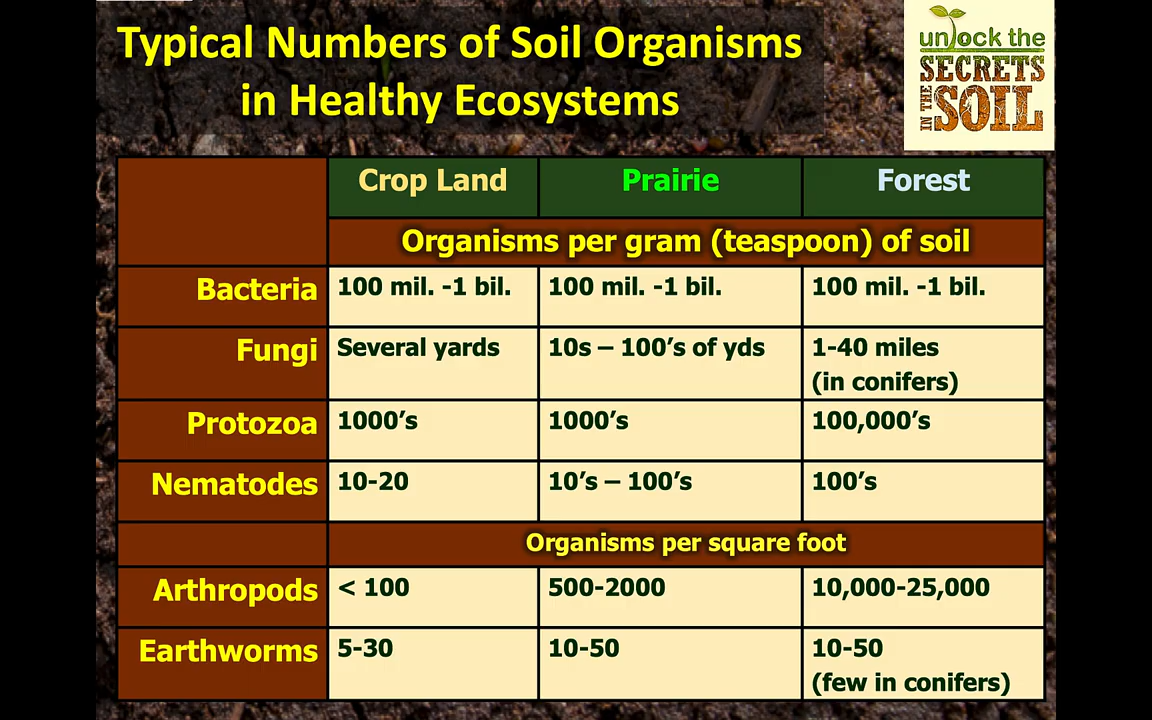 Typical Numbers of Soil Organisms
in Healthy Ecosystems
unlock the
SECRETS
IN THE
SOIL
Crop Land Prairie Forest
Organisms per gram (teaspoon) of soil
Bacteria 100 mil. -1 bil. 100 mil. -1 bil. 100 mil. -1 bil.
Fungi Several yards 10s – 100’s of yds 1-40 miles
(in conifers)
Protozoa 1000’s 1000’s 100,000’s
Nematodes 10-20 10’s – 100’s 100’s
Organisms per square foot
Arthropods < 100 500-2000 10,000-25,000
Earthworms 5-30 10-50 10-50
(few in conifers)